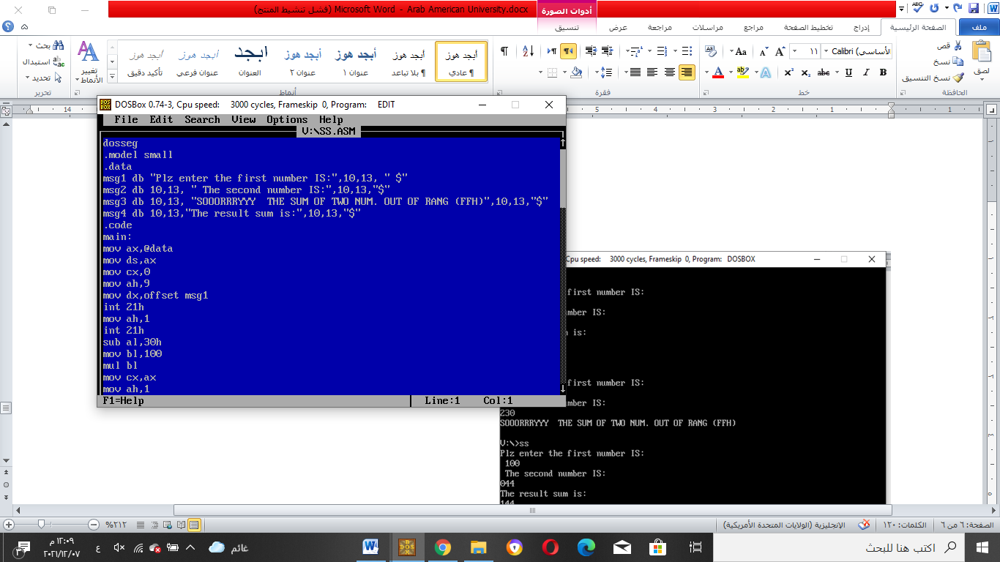 Microsoft Word - Arab American University.docx (فشل تنشيط المنتج)
أدوات الصورة
ملف
الصفحة الرئيسية
إدراج
تخطيط الصفحة
مراجع
مراسلات
مراجعة
عرض
تنسيق
لصق
قص
نسخ
نسخ التنسيق
الحافظة
Calibri (الأساسي)
١١
خط
فقرة
أبجد هوز
¶ عادي
أبجد هوز
¶ بلا تباعد
أبجد هوز
عنوان ١
أبجد هوز
عنوان ٢
أبجد
العنوان
أبجد هوز
عنوان فرعي
أبجد هوز
تأكيد دقيق
أنماط
تغيير
الأنماط
بحث
استبدال
تحديد
تحرير
DOSBox 0.74-3, Cpu speed: 3000 cycles, Frameskip 0, Program: EDIT
File Edit Search View Options Help
V:\SS.ASM
dosseg
.model small
.data
msg1 db "Plz enter the first number IS:",10,13, " $"
msg2 db 10,13, " The second number IS:",10,13,"$"
msg3 db 10,13, "SOOORRRYYY  THE SUM OF TWO NUM. OUT OF RANG (FFH)",10,13,"$"
msg4 db 10,13,"The result sum is:",10,13,"$"
.code
main:
mov ax,@data
mov ds,ax
mov cx,0
mov ah,9
mov dx,offset msg1
int 21h
mov ah,1
int 21h
sub al,30h
mov bl,100
mul bl
mov cx,ax
mov ah,1
F1=Help
Line:1 Col:1
Cpu speed: 3000 cycles, Frameskip 0, Program: DOSBOX
first number IS:
mber IS:
is:
first number IS:
mber IS:
230
SOOORRRYYY  THE SUM OF TWO NUM. OUT OF RANG (FFH)
V:\>ss
Plz enter the first number IS:
100
The second number IS:
044
The result sum is:
144
الصفحة: ٦ من ٦
الكلمات: ١٢٠
الإنجليزية (الولايات المتحدة الأمريكية)
٢١٢%
اكتب هنا للبحث
غائم
ع
١٢:٠٩ م
٢٠٢١/١٢/٠٧